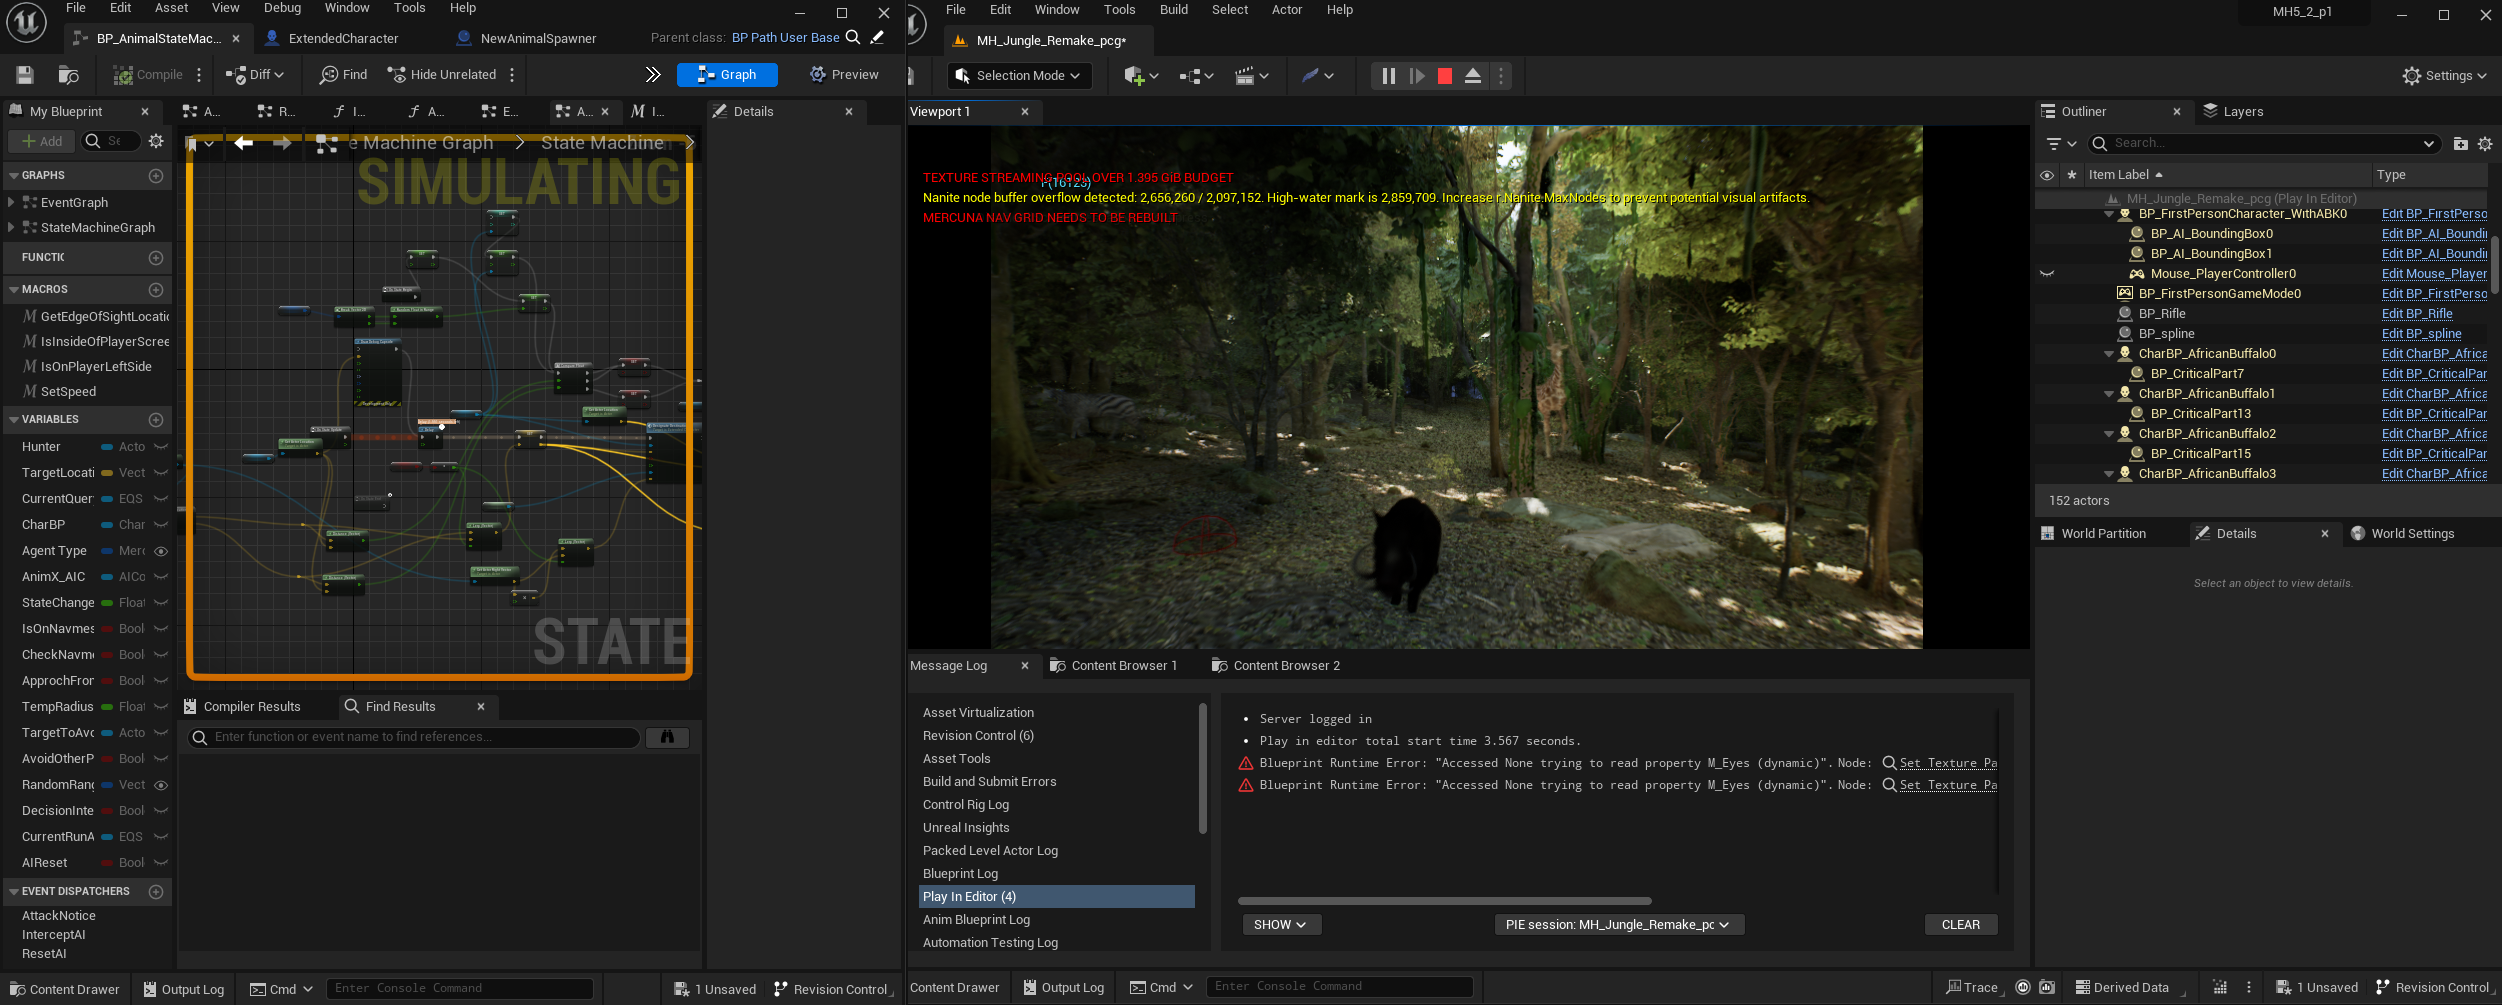 File Edit Asset View Debug Window Tools Help
BP_AnimalStateMac... ExtendedCharacter NewAnimalSpawner Parent class: BP Path User Base
Compile Diff Find Hide Unrelated Graph Preview
My Blueprint A... R... I... A... E... A... I... Details
Add Se
e Machine Graph > State Machine
SIMULATING
STATE
GRAPHS
EventGraph
StateMachineGraph
FUNCTIC
MACROS
GetEdgeOfSightLocatio
IsInsideOfPlayerScree
IsOnPlayerLeftSide
SetSpeed
VARIABLES
Hunter Acto
TargetLocati Vect
CurrentQuer EQS
CharBP Char
Agent Type Merc
AnimX_AIC AICo
StateChange Float
IsOnNavmes Bool
CheckNavm Bool
ApprochFror Bool
TempRadius Float
TargetToAvo Acto
AvoidOtherP Bool
RandomRang Vect
DecisionInte Bool
CurrentRunA EQS
AIReset Bool
EVENT DISPATCHERS
AttackNotice
InterceptAI
ResetAI
Compiler Results Find Results
Enter function or event name to find references...
Content Drawer Output Log Cmd Enter Console Command 1 Unsaved Revision Control
File Edit Window Tools Build Select Actor Help MH5_2_p1
MH_Jungle_Remake_pcg*
Selection Mode Settings
Viewport 1
TEXTURE STREAMING POOL OVER 1.395 GiB BUDGET
Nanite node buffer overflow detected: 2,656,260 / 2,097,152. High-water mark is 2,859,709. Increase r.Nanite.MaxNodes to prevent potential visual artifacts.
MERCUNA NAV GRID NEEDS TO BE REBUILT
Message Log Content Browser 1 Content Browser 2
Asset Virtualization
Revision Control (6)
Asset Tools
Build and Submit Errors
Control Rig Log
Unreal Insights
Packed Level Actor Log
Blueprint Log
Play In Editor (4)
Anim Blueprint Log
Automation Testing Log
Server logged in
Play in editor total start time 3.567 seconds.
Blueprint Runtime Error: "Accessed None trying to read property M_Eyes (dynamic)". Node: Set Texture Pa
Blueprint Runtime Error: "Accessed None trying to read property M_Eyes (dynamic)". Node: Set Texture Pa
SHOW PIE session: MH_Jungle_Remake_pc CLEAR
Outliner Layers
Search...
Item Label Type
MH_Jungle_Remake_pcg (Play In Editor)
BP_FirstPersonCharacter_WithABK0 Edit BP_FirstPerso
BP_AI_BoundingBox0 Edit BP_AI_Boundi
BP_AI_BoundingBox1 Edit BP_AI_Boundi
Mouse_PlayerController0 Edit Mouse_Player
BP_FirstPersonGameMode0 Edit BP_FirstPerso
BP_Rifle Edit BP_Rifle
BP_spline Edit BP_spline
CharBP_AfricanBuffalo0 Edit CharBP_Africa
BP_CriticalPart7 Edit BP_CriticalPar
CharBP_AfricanBuffalo1 Edit CharBP_Africa
BP_CriticalPart13 Edit BP_CriticalPar
CharBP_AfricanBuffalo2 Edit CharBP_Africa
BP_CriticalPart15 Edit BP_CriticalPar
CharBP_AfricanBuffalo3 Edit CharBP_Africa
152 actors
World Partition Details World Settings
Select an object to view details.
Content Drawer Output Log Cmd Enter Console Command Trace Derived Data 1 Unsaved Revision Control